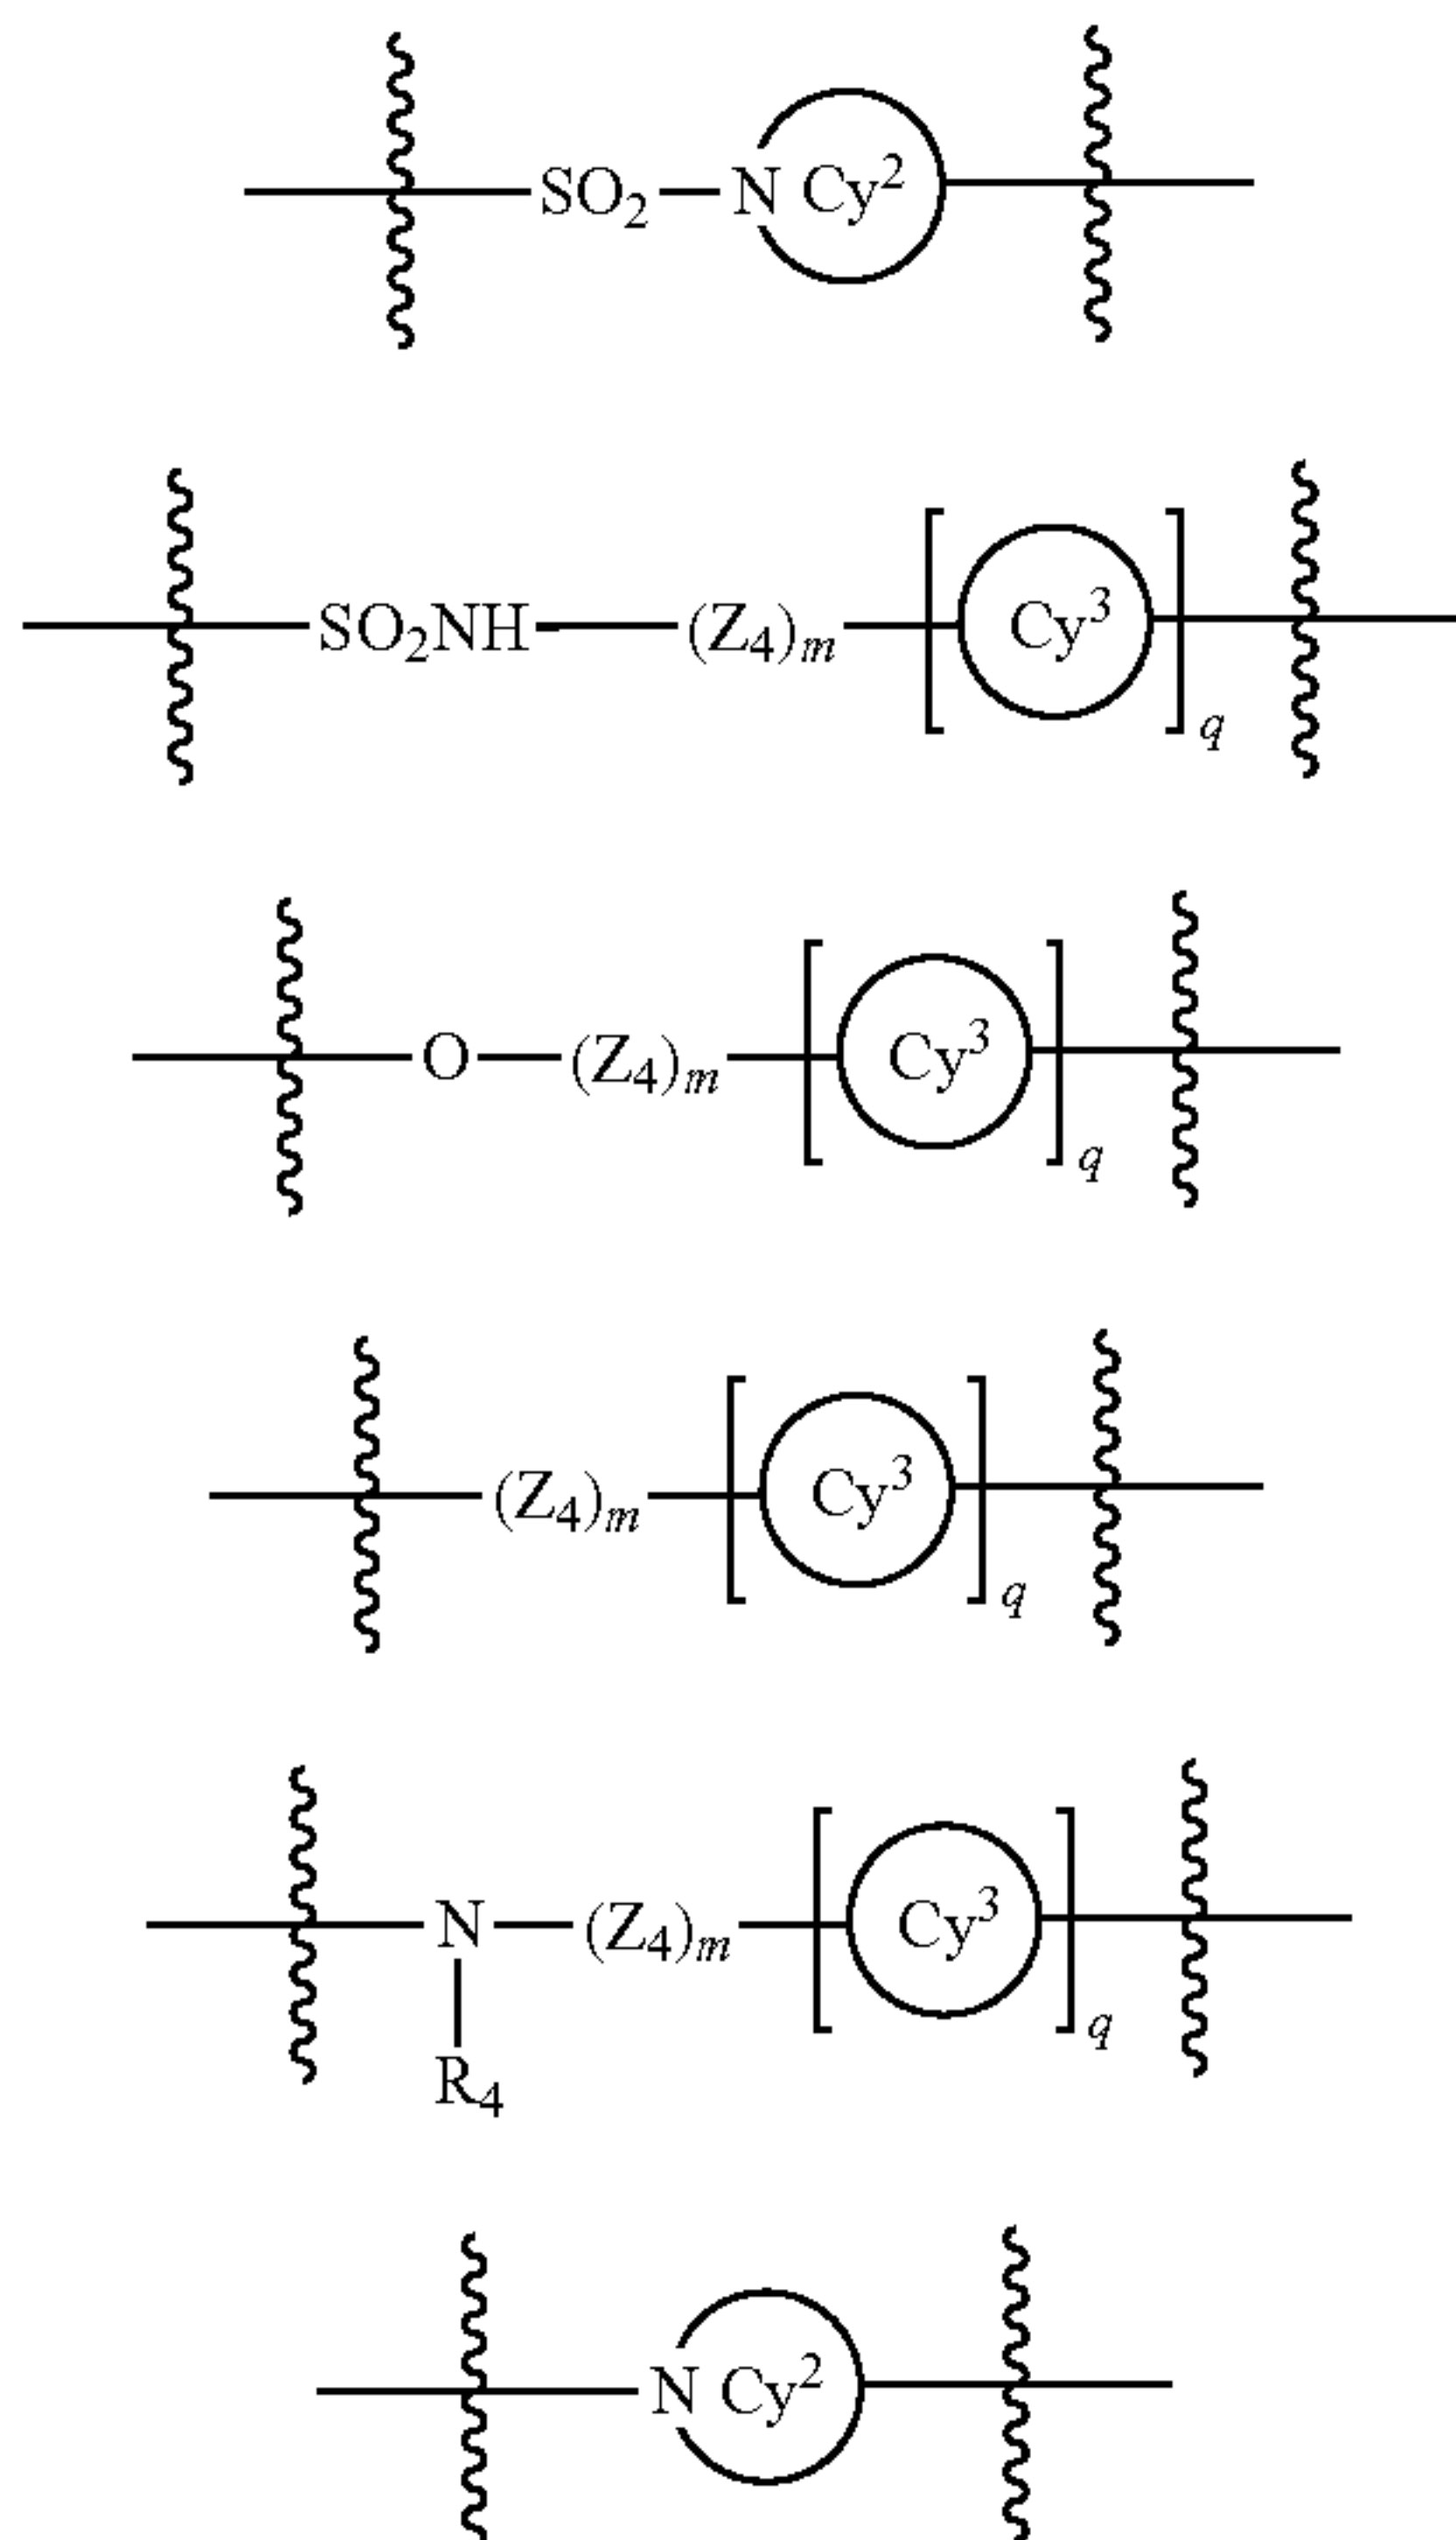 SO2 N Cy2
SO2NH (Z4)m Cy3 q
O (Z4)m Cy3 q
(Z4)m Cy3 q
N (Z4)m Cy3 q
R4
N Cy2